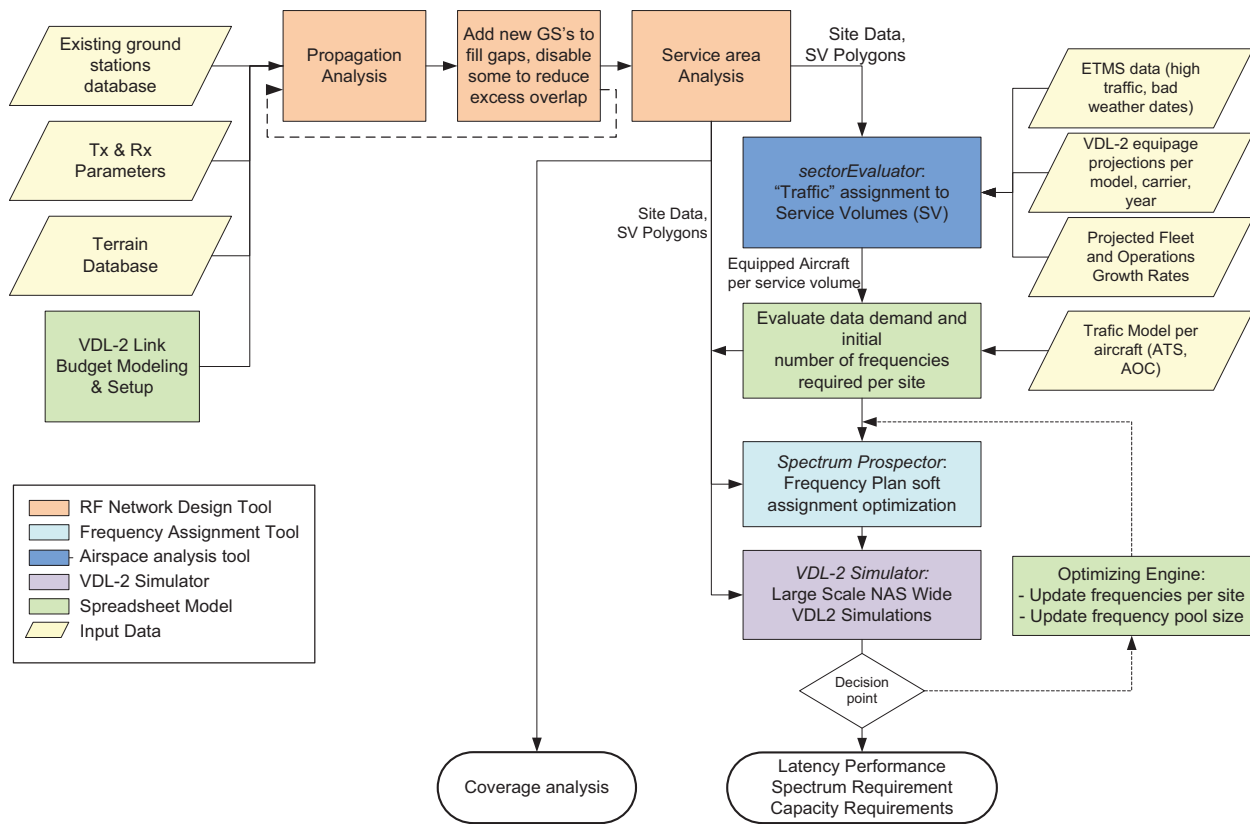 Existing ground
stations
database
Tx & Rx
Parameters
Terrain
Database
VDL-2 Link
Budget Modeling
& Setup
Propagation
Analysis
Add new GS's to
fill gaps, disable
some to reduce
excess overlap
Service area
Analysis
Site Data,
SV Polygons
ETMS data (high
traffic, bad
weather dates)
VDL-2 equipage
projections per
model, carrier,
year
Projected Fleet
and Operations
Growth Rates
sectorEvaluator:
“Traffic” assignment to
Service Volumes (SV)
Site Data,
SV Polygons
Equipped Aircraft
per service volume
Evaluate data demand and
initial
number of frequencies
required per site
Trafic Model per
aircraft (ATS,
AOC)
Spectrum Prospector:
Frequency Plan soft
assignment optimization
VDL-2 Simulator:
Large Scale NAS Wide
VDL2 Simulations
Optimizing Engine:
- Update frequencies per site
- Update frequency pool size
Decision
point
RF Network Design Tool
Frequency Assignment Tool
Airspace analysis tool
VDL-2 Simulator
Spreadsheet Model
Input Data
Coverage analysis
Latency Performance
Spectrum Requirement
Capacity Requirements